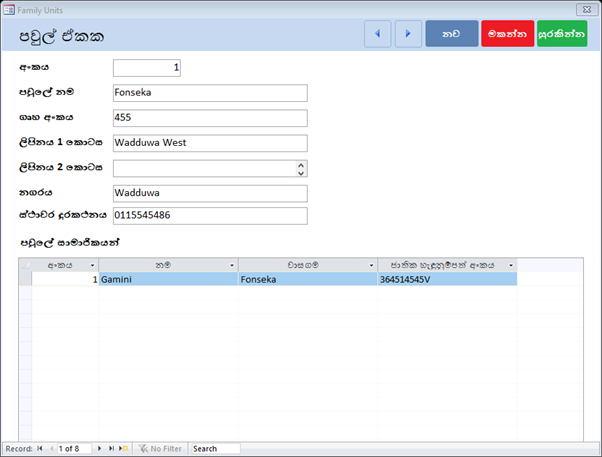 Family Units
පවුල් ඒකක
නව
මකන්න
සුරකින්න
අංකය 1
පවුලේ නම Fonseka
ගෘහ අංකය 455
ලිපිනය 1 කොටස Wadduwa West
ලිපිනය 2 කොටස
නගරය Wadduwa
ස්ථාවර දුරකථනය 0115545486
පවුලේ සාමාජිකයන්
අංකය නම වාසගම ජාතික හැඳුනුම්පත් අංකය
1 Gamini Fonseka 364514545V
Record: 1 of 8 No Filter Search